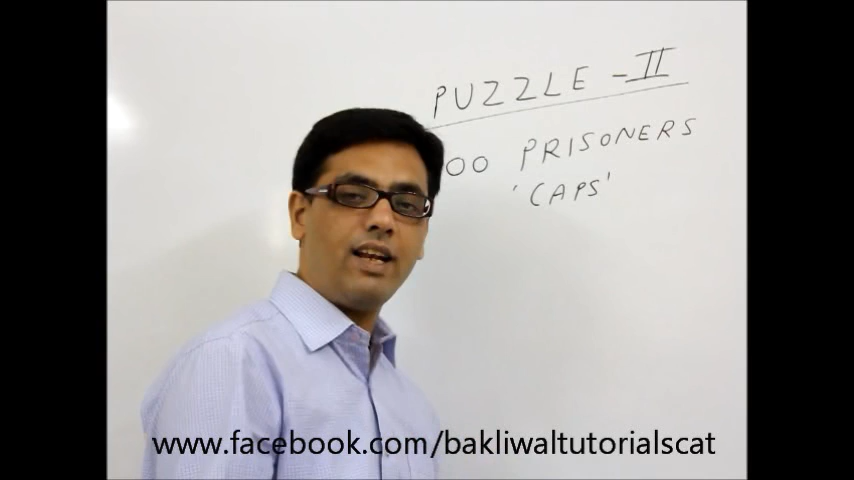 PUZZLE - II
00 PRISONERS
'CAPS'
www.facebook.com/bakliwaltutorialscat